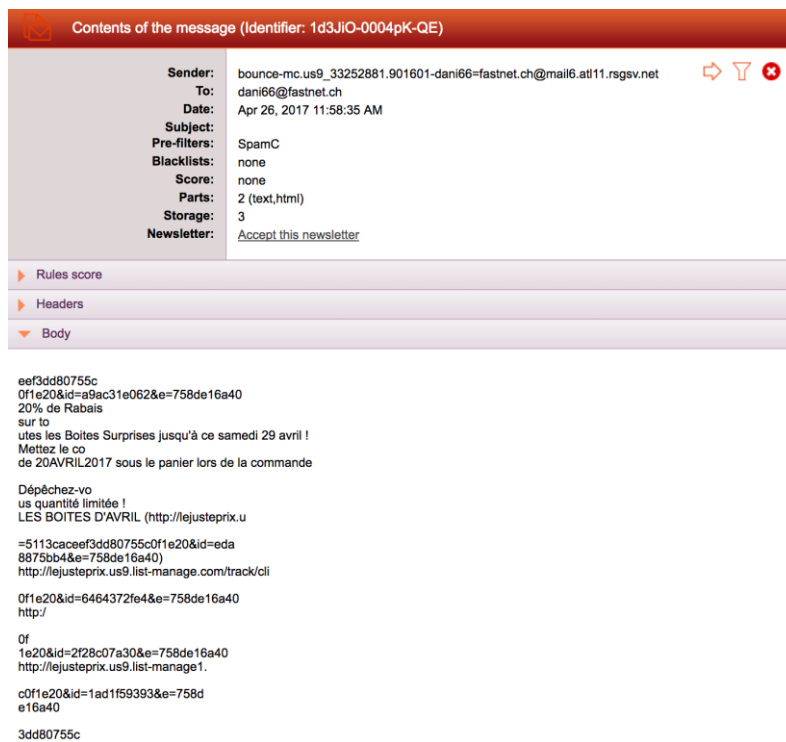 Contents of the message (Identifier: 1d3JiO-0004pK-QE)
Sender: bounce-mc.us9_33252881.901601-dani66=fastnet.ch@mail6.atl11.rsgsv.net
To: dani66@fastnet.ch
Date: Apr 26, 2017 11:58:35 AM
Subject:
Pre-filters: SpamC
Blacklists: none
Score: none
Parts: 2 (text,html)
Storage: 3
Newsletter: Accept this newsletter
Rules score
Headers
Body
eef3dd80755c
0f1e20&id=a9ac31e062&e=758de16a40
20% de Rabais
sur to
utes les Boites Surprises jusqu'à ce samedi 29 avril !
Mettez le co
de 20AVRIL2017 sous le panier lors de la commande
Dépêchez-vo
us quantité limitée !
LES BOITES D'AVRIL (http://lejusteprix.u
=5113caceef3dd80755c0f1e20&id=eda
8875bb4&e=758de16a40)
http://lejusteprix.us9.list-manage.com/track/cli
0f1e20&id=6464372fe4&e=758de16a40
http:/
0f
1e20&id=2f28c07a30&e=758de16a40
http://lejusteprix.us9.list-manage1.
c0f1e20&id=1ad1f59393&e=758d
e16a40
3dd80755c